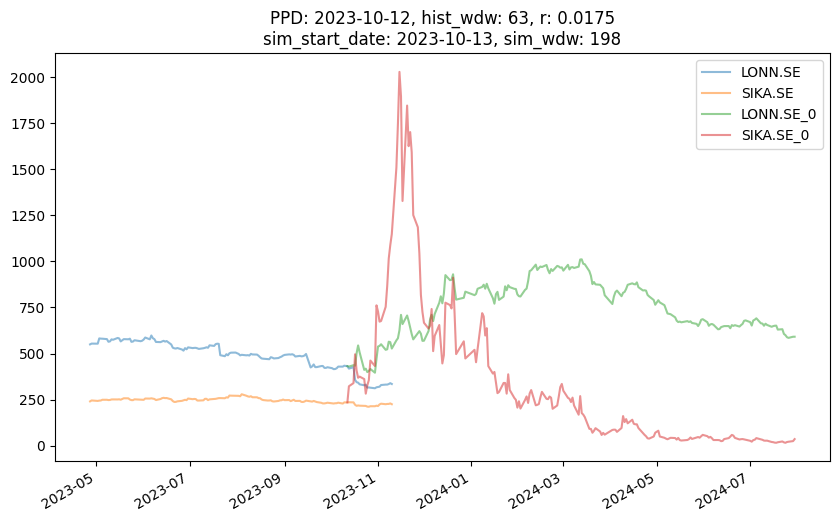 PPD: 2023-10-12, hist_wdw: 63, r: 0.0175
sim_start_date: 2023-10-13, sim_wdw: 198
LONN.SE
SIKA.SE
LONN.SE_0
SIKA.SE_0
2000
1750
1500
1250
1000
750
500
250
0
2023-05
2023-07
2023-09
2023-11
2024-01
2024-03
2024-05
2024-07